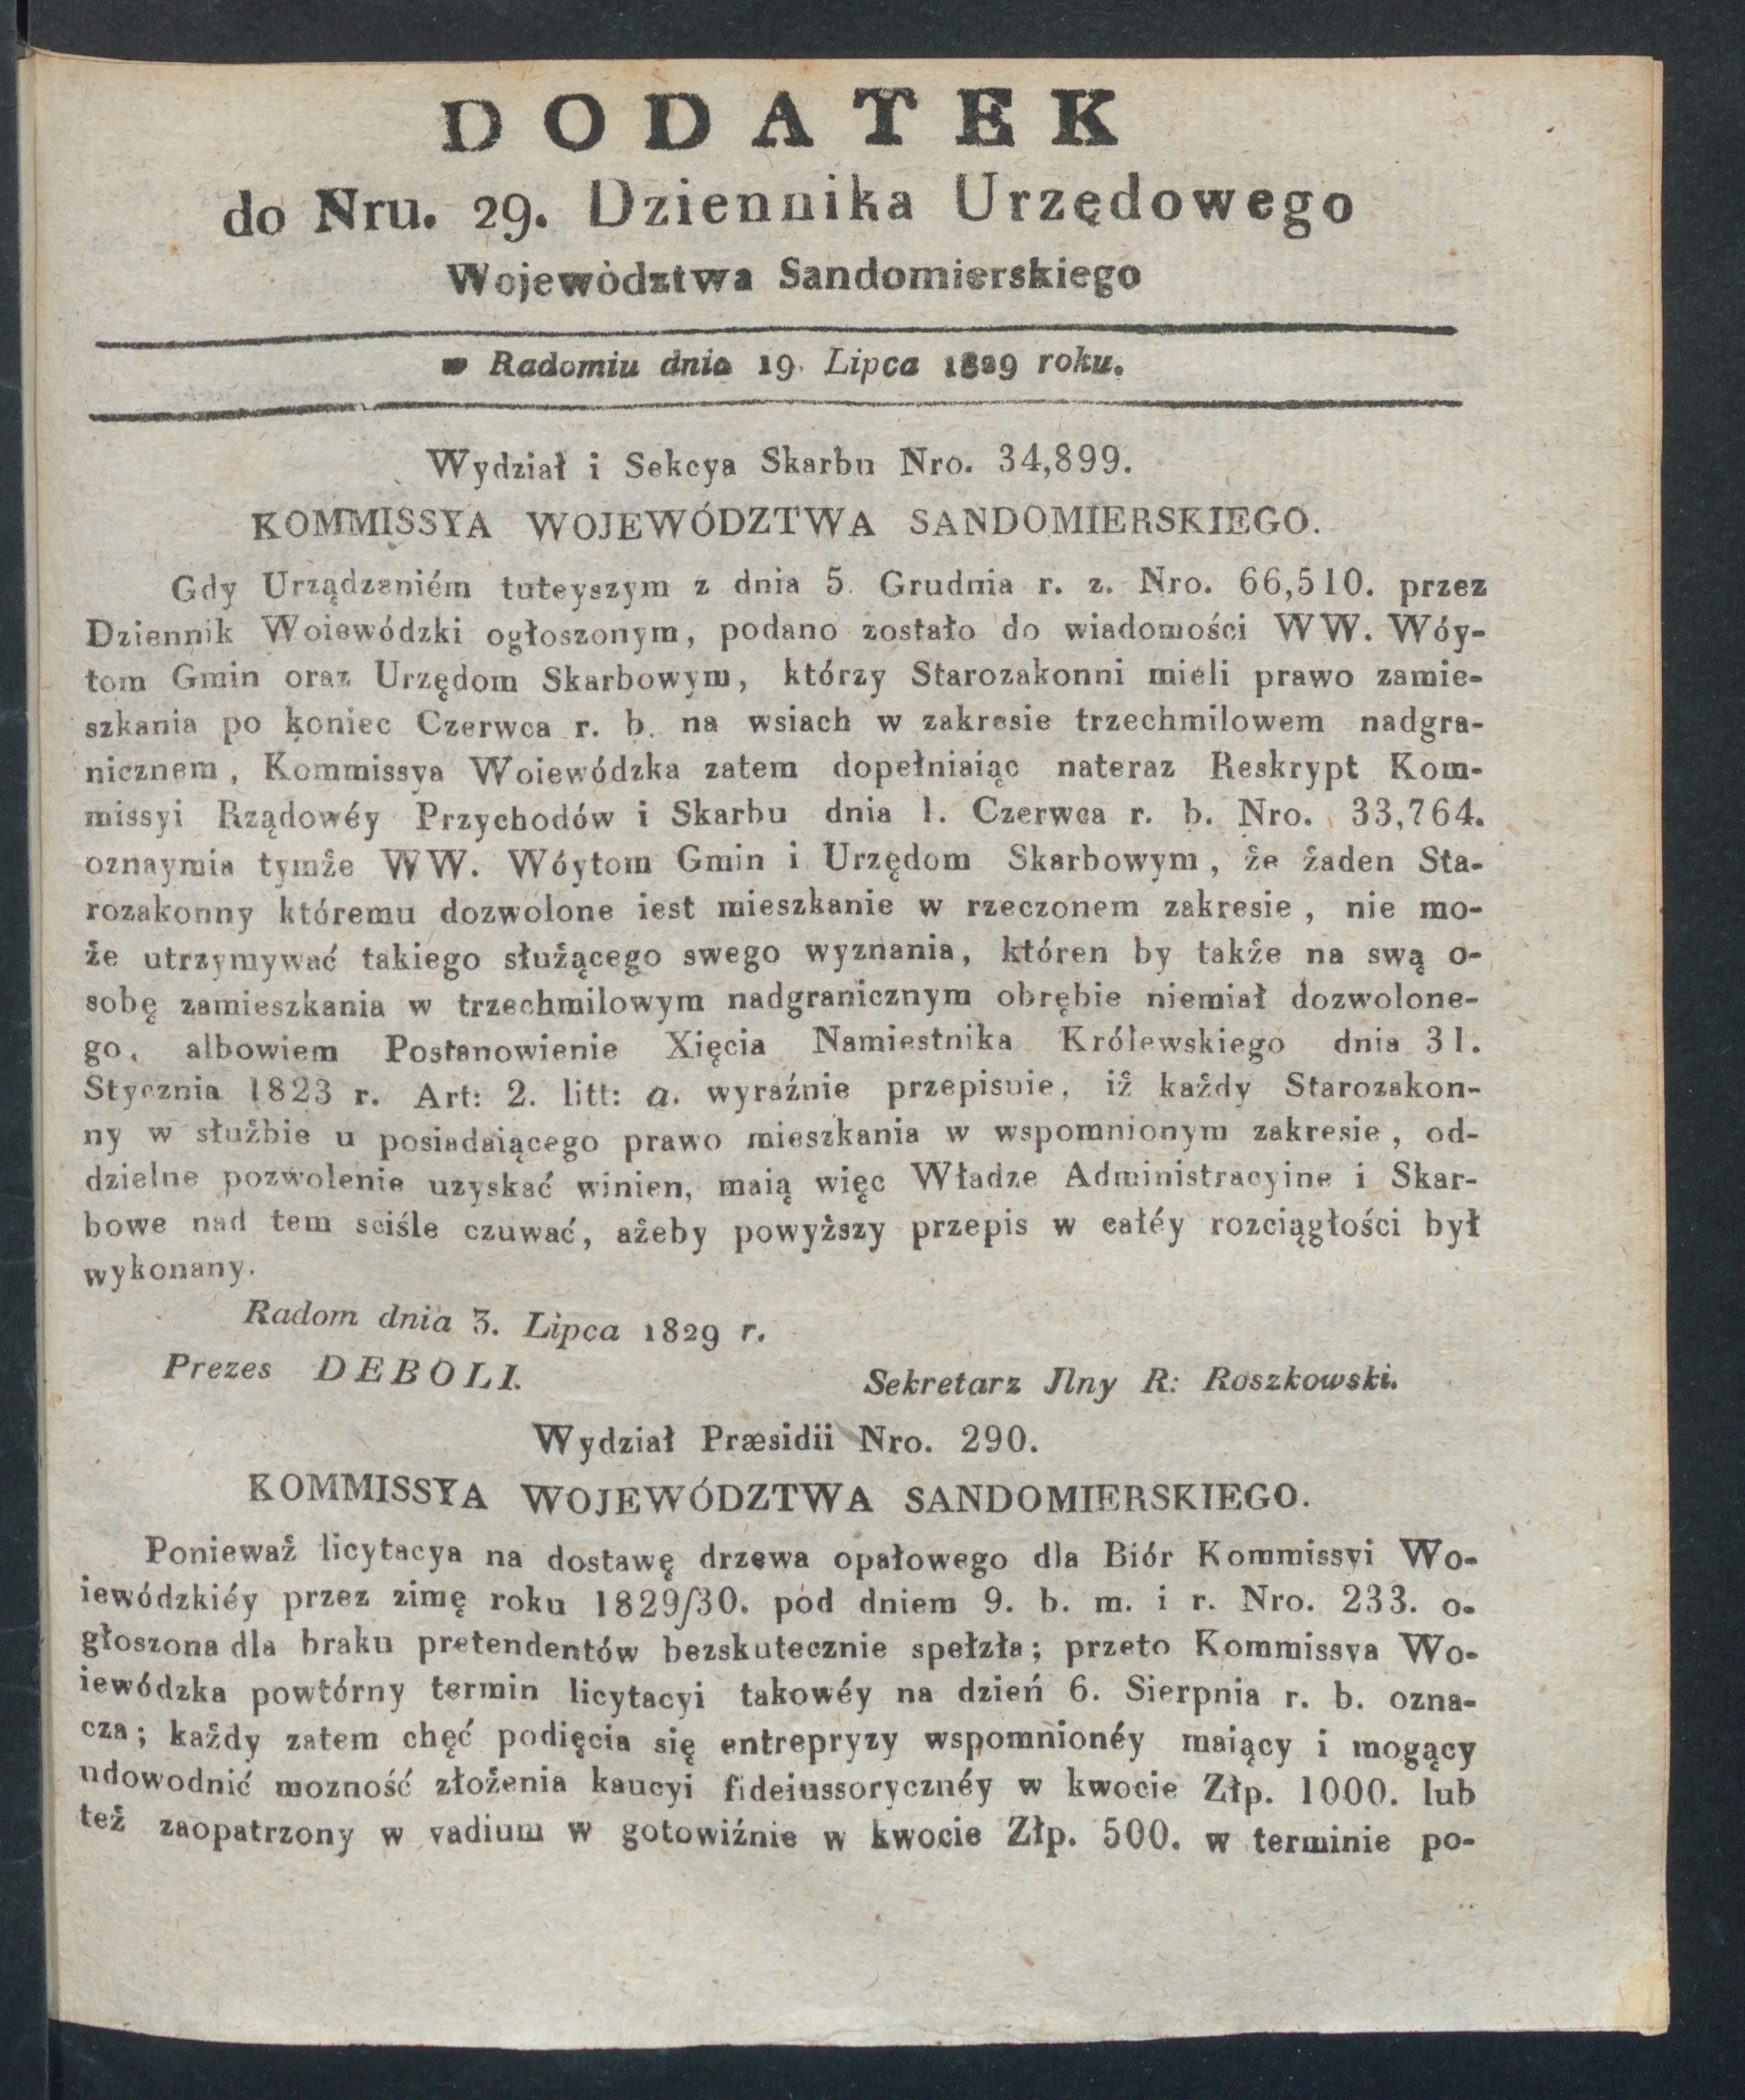 DODATEK
do Nru. 29. Dziennika Urzędowego
Wojewòdztwa Sandomierskiego
w Radomiu dnia 19. Lipca 1829 roku.
Wydział i Sekcya Skarbu Nro. 34,899.
KOMMISSYA WOJEWÓDZTWA SANDOMIERSKIEGO.
Gdy Urządzeniém tuteyszym z dnia 5. Grudnia r. z. Nro. 66,510. przez
Dziennik Woiewódzki ogłoszonym, podano zostało do wiadomości WW. Wóy-
tom Gmin oraz Urzędom Skarbowym, którzy Starozakonni mieli prawo zamie-
szkania po koniec Czerwca r. b. na wsiach w zakresie trzechmilowem nadgra-
nicznem, Kommissya Woiewódzka zatem dopełniaiąc nateraz Reskrypt Kom-
missyi Rządowéy Przychodów i Skarbu dnia 1. Czerwca r. b. Nro. 33,764.
oznaymia tymże WW. Wóytom Gmin i Urzędom Skarbowym, że żaden Sta-
rozakonny któremu dozwolone iest mieszkanie w rzeczonem zakresie, nie mo-
że utrzymywać takiego służącego swego wyznania, któren by także na swą o-
sobę zamieszkania w trzechmilowym nadgranicznym obrębie niemiał dozwolone-
go, albowiem Postanowienie Xięcia Namiestnika Królewskiego dnia 31.
Stycznia 1823 r. Art: 2. litt: a. wyraźnie przepisuie, iż każdy Starozakon-
ny w służbie u posiadaiącego prawo mieszkania w wspomnionym zakresie, od-
dzielne pozwolenie uzyskać winien, maią więc Władze Administracyine i Skar-
bowe nad tem sciśle czuwać, ażeby powyższy przepis w całéy rozciągłości był
wykonany.
Radom dnia 3. Lipca 1829 r.
Prezes DEBOLI.
Sekretarz Jlny R: Roszkowski.
Wydział Præsidii Nro. 290.
KOMMISSYA WOJEWÓDZTWA SANDOMIERSKIEGO.
Ponieważ licytacya na dostawę drzewa opałowego dla Biór Kommissyi Wo-
iewódzkiéy przez zimę roku 1829/30. pod dniem 9. b. m. i r. Nro. 233. o-
głoszona dla braku pretendentów bezskutecznie spełzła; przeto Kommissya Wo-
iewódzka powtórny termin licytacyi takowéy na dzień 6. Sierpnia r. b. ozna-
cza; każdy zatem chęć podięcia się entrepryzy wspomnionéy maiący i mogący
udowodnić mozność złożenia kaucyi fideiussorycznéy w kwocie Złp. 1000. lub
też zaopatrzony w vadium w gotowiźnie w kwocie Złp. 500. w terminie po-